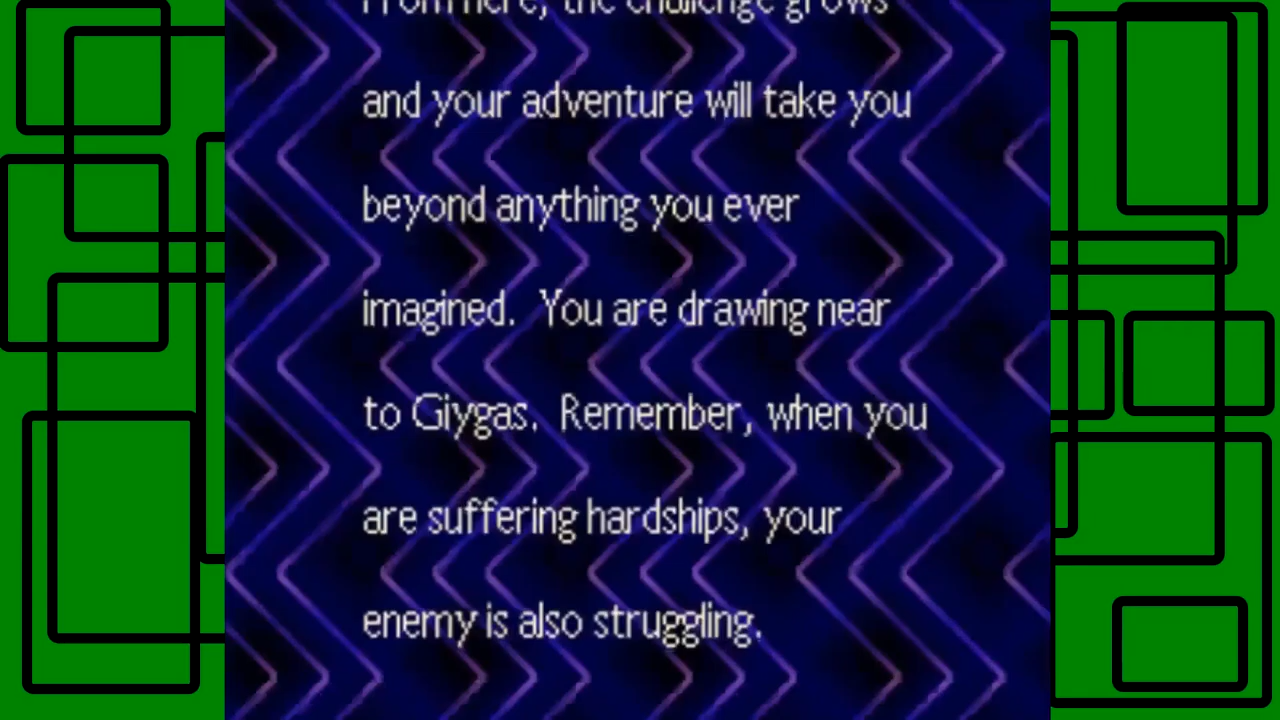 From here, the challenge grows
and your adventure will take you
beyond anything you ever
imagined.  You are drawing near
to Giygas.  Remember, when you
are suffering hardships, your
enemy is also struggling.